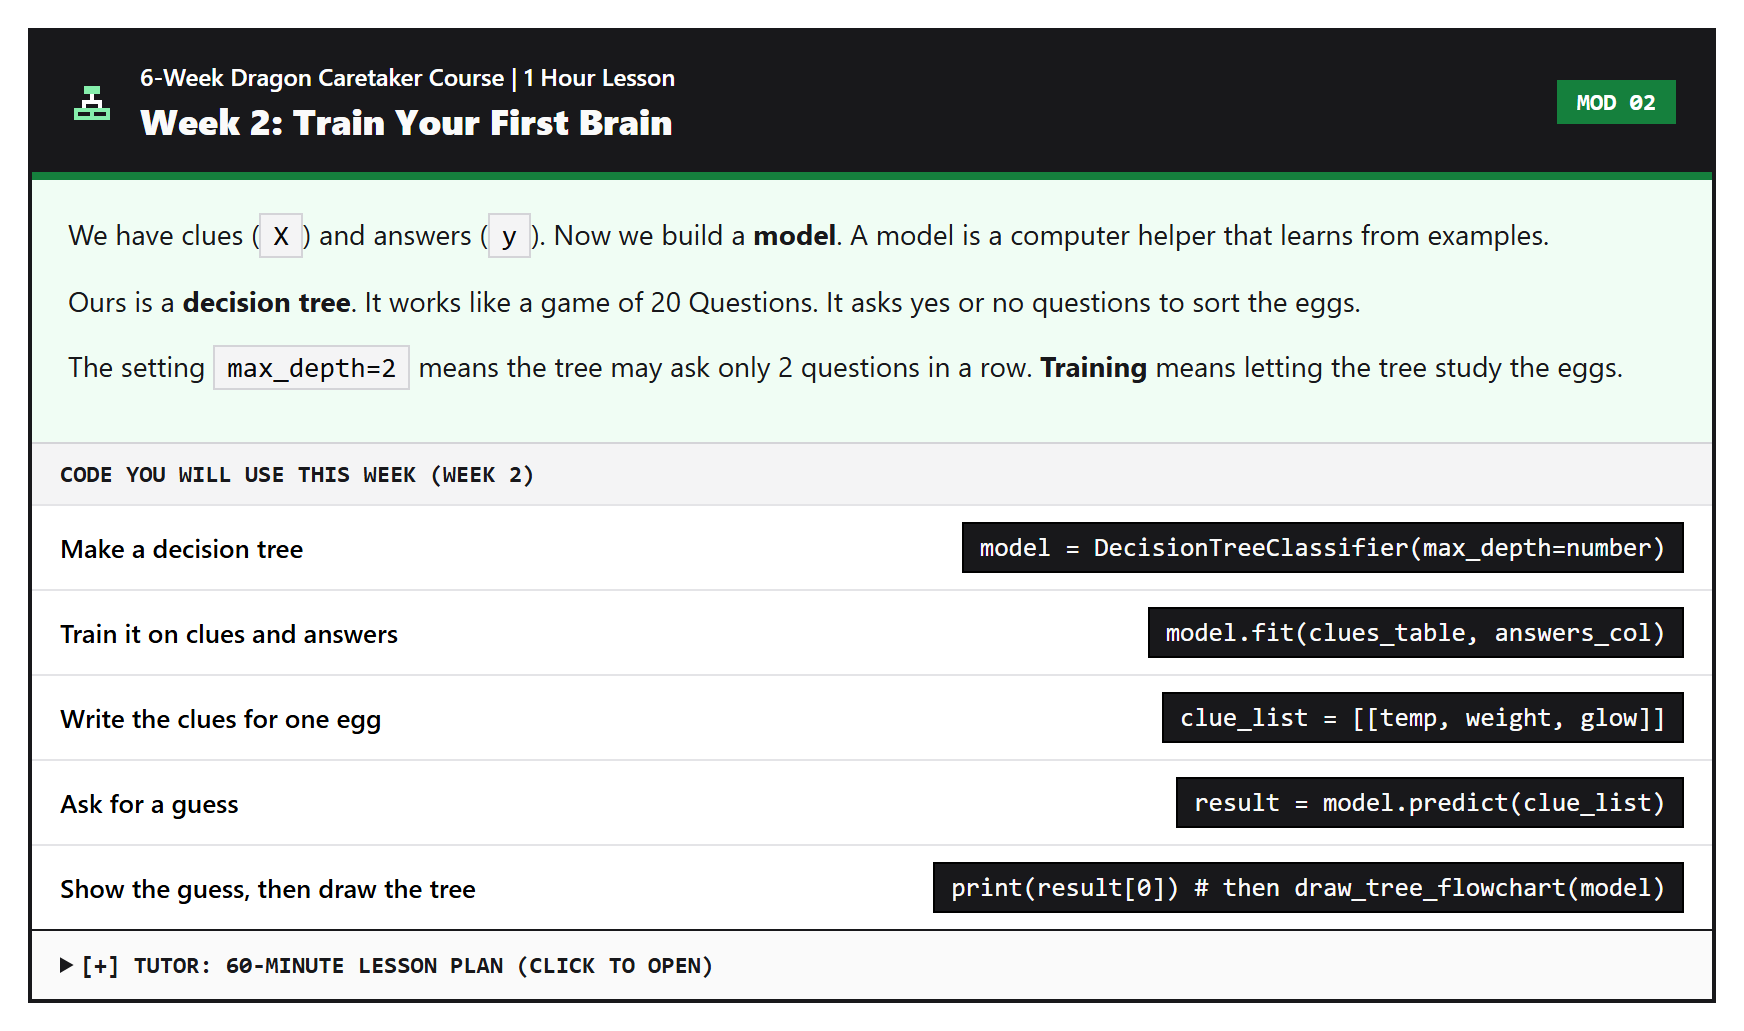 6-Week Dragon Caretaker Course | 1 Hour Lesson
Week 2: Train Your First Brain
MOD 02
We have clues ( X ) and answers ( y ). Now we build a model. A model is a computer helper that learns from examples.
Ours is a decision tree. It works like a game of 20 Questions. It asks yes or no questions to sort the eggs.
The setting max_depth=2 means the tree may ask only 2 questions in a row. Training means letting the tree study the eggs.
CODE YOU WILL USE THIS WEEK (WEEK 2)
Make a decision tree
model = DecisionTreeClassifier(max_depth=number)
Train it on clues and answers
model.fit(clues_table, answers_col)
Write the clues for one egg
clue_list = [[temp, weight, glow]]
Ask for a guess
result = model.predict(clue_list)
Show the guess, then draw the tree
print(result[0]) # then draw_tree_flowchart(model)
[+] TUTOR: 60-MINUTE LESSON PLAN (CLICK TO OPEN)